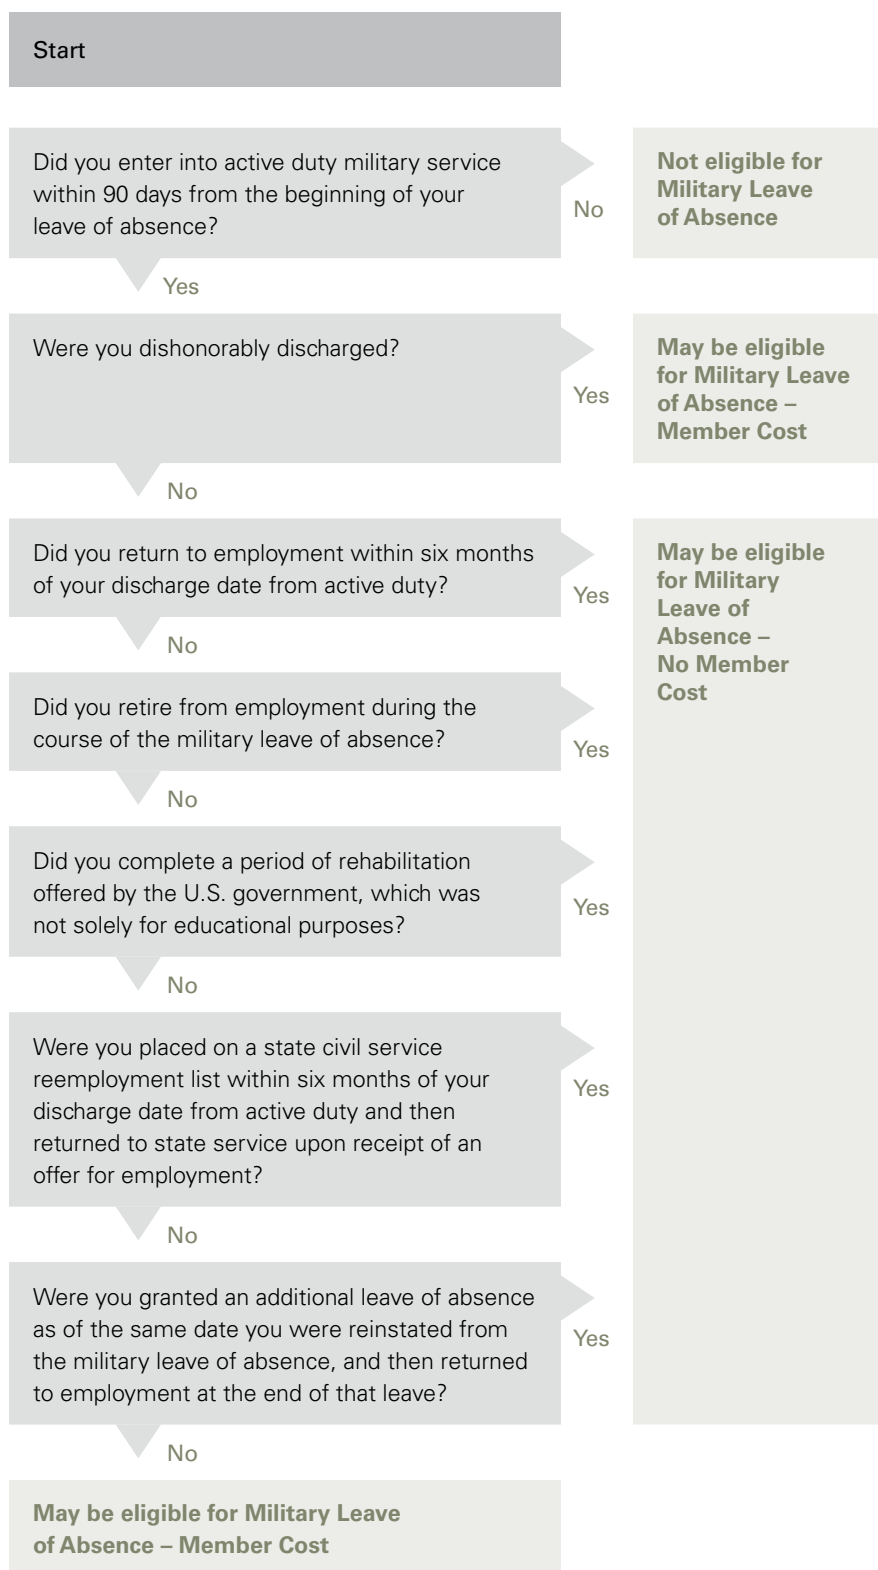 Start
Did you enter into active duty military service
within 90 days from the beginning of your
leave of absence?
No
Not eligible for
Military Leave
of Absence
Yes
Were you dishonorably discharged?
Yes
May be eligible
for Military Leave
of Absence –
Member Cost
No
Did you return to employment within six months
of your discharge date from active duty?
Yes
May be eligible
for Military
Leave of
Absence –
No Member
Cost
No
Did you retire from employment during the
course of the military leave of absence?
Yes
No
Did you complete a period of rehabilitation
offered by the U.S. government, which was
not solely for educational purposes?
Yes
No
Were you placed on a state civil service
reemployment list within six months of your
discharge date from active duty and then
returned to state service upon receipt of an
offer for employment?
Yes
No
Were you granted an additional leave of absence
as of the same date you were reinstated from
the military leave of absence, and then returned
to employment at the end of that leave?
Yes
No
May be eligible for Military Leave
of Absence – Member Cost